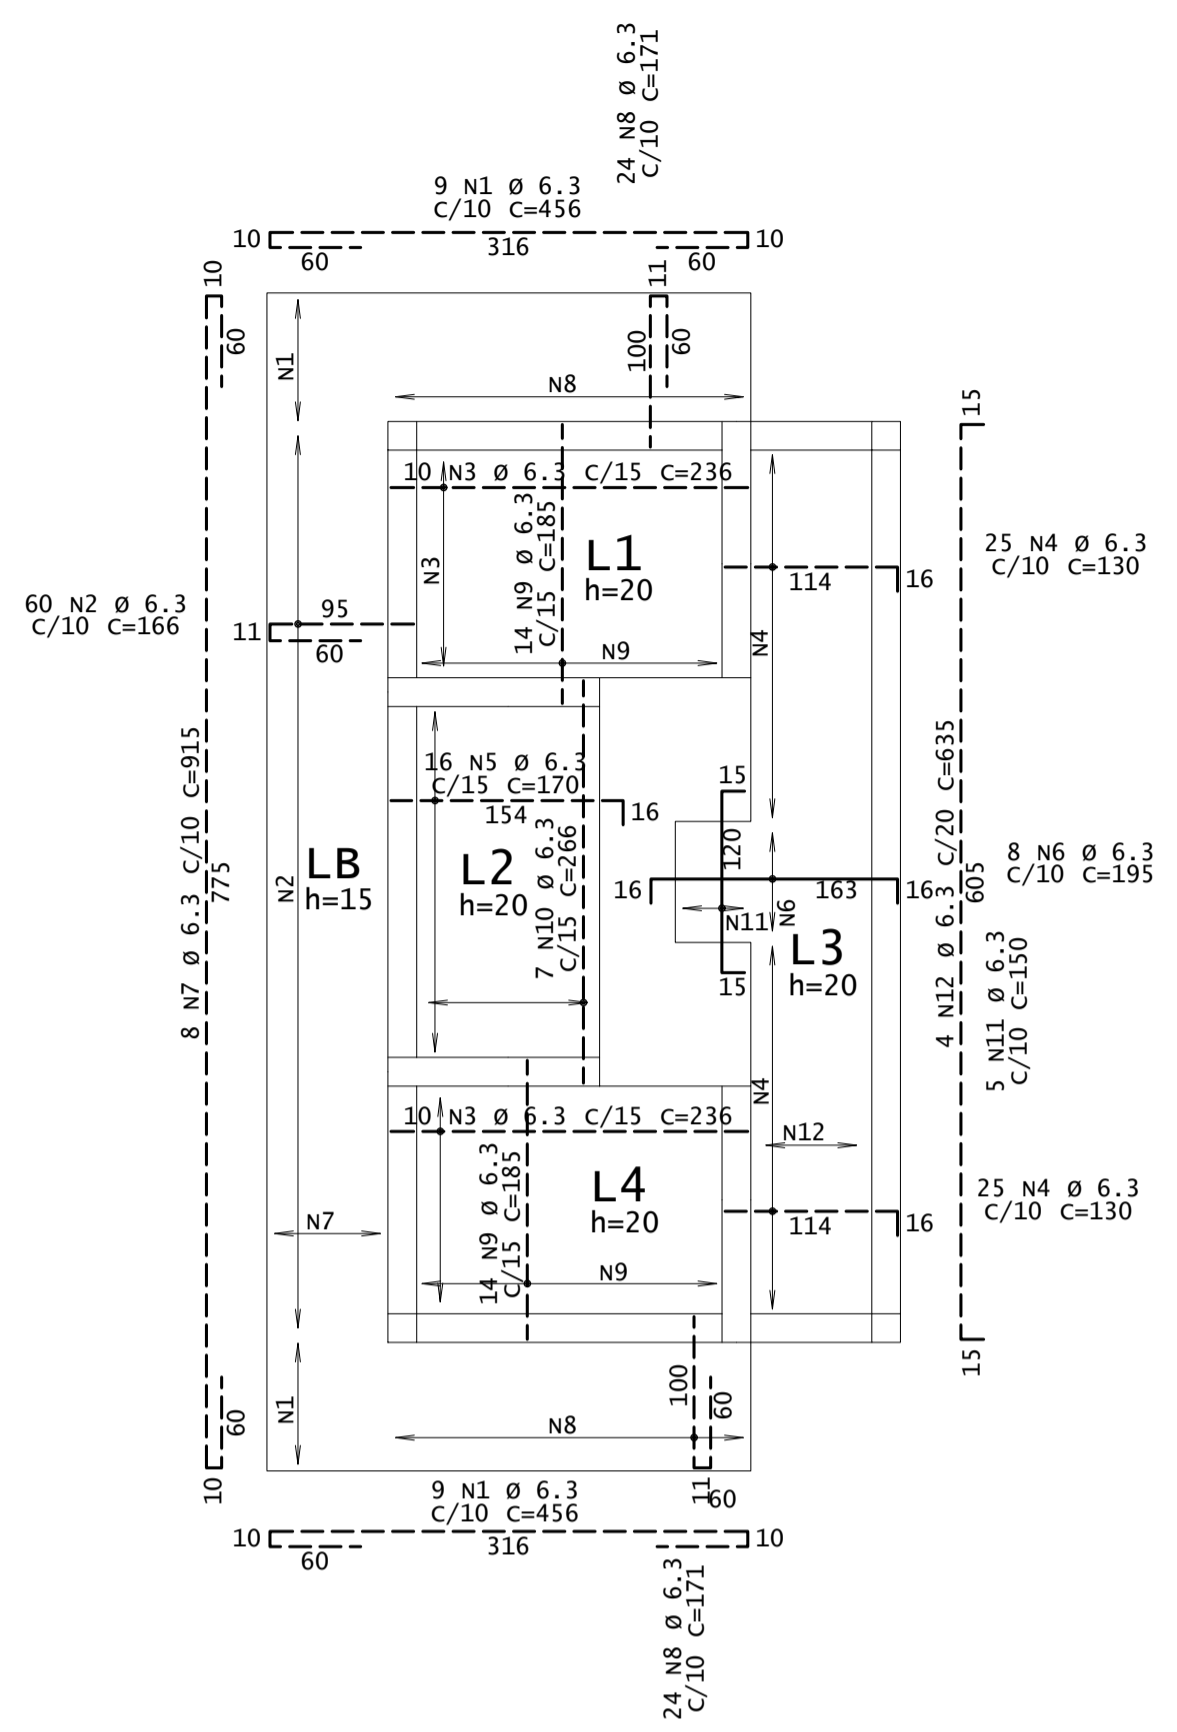 24 N8 Ø 6.3
C/10 C=171
9 N1 Ø 6.3
C/10 C=456
10
316
10
60
60
10
60
11
100
60
N1
N8
15
10 N3 Ø 6.3 C/15 C=236
14 N9 Ø 6.3
C/15 C=185
L1
h=20
N3
25 N4 Ø 6.3
C/10 C=130
114
16
60 N2 Ø 6.3
C/10 C=166
95
11
60
N9
N4
8 N7 Ø 6.3 C/10 C=915
775
16 N5 Ø 6.3
C/15 C=170
154
16
15
120
4 N12 Ø 6.3 C/20 C=635
605
LB
h=15
N2
L2
h=20
7 N10 Ø 6.3
C/15 C=266
16
163
16
8 N6 Ø 6.3
C/10 C=195
N11
N6
L3
h=20
15
5 N11 Ø 6.3
C/10 C=150
10 N3 Ø 6.3 C/15 C=236
N4
N12
14 N9 Ø 6.3
C/15 C=185
L4
h=20
25 N4 Ø 6.3
C/10 C=130
114
16
N7
N9
15
N1
100
60
60
10
N8
11
60
9 N1 Ø 6.3
C/10 C=456
10
316
10
60
24 N8 Ø 6.3
C/10 C=171